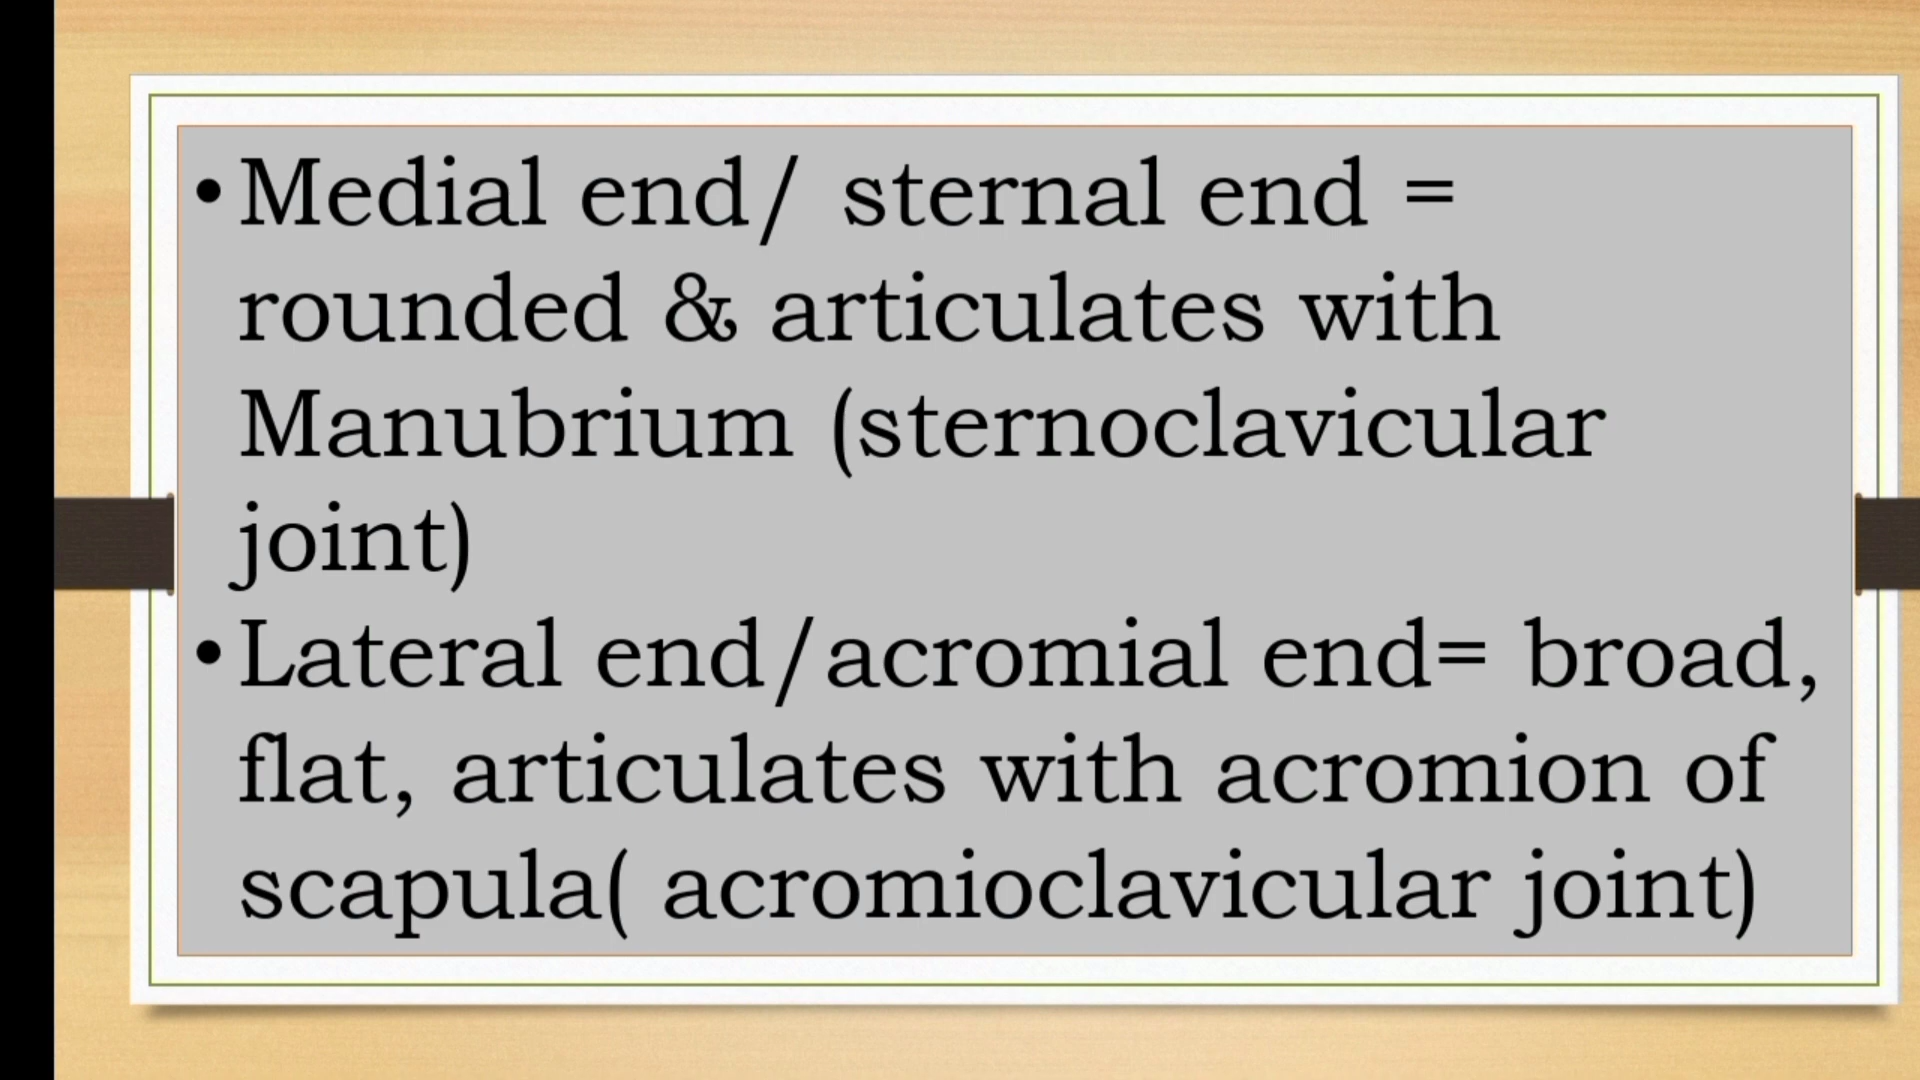 •Medial end/ sternal end =
rounded & articulates with
Manubrium (sternoclavicular
joint)
•Lateral end/acromial end= broad,
flat, articulates with acromion of
scapula( acromioclavicular joint)